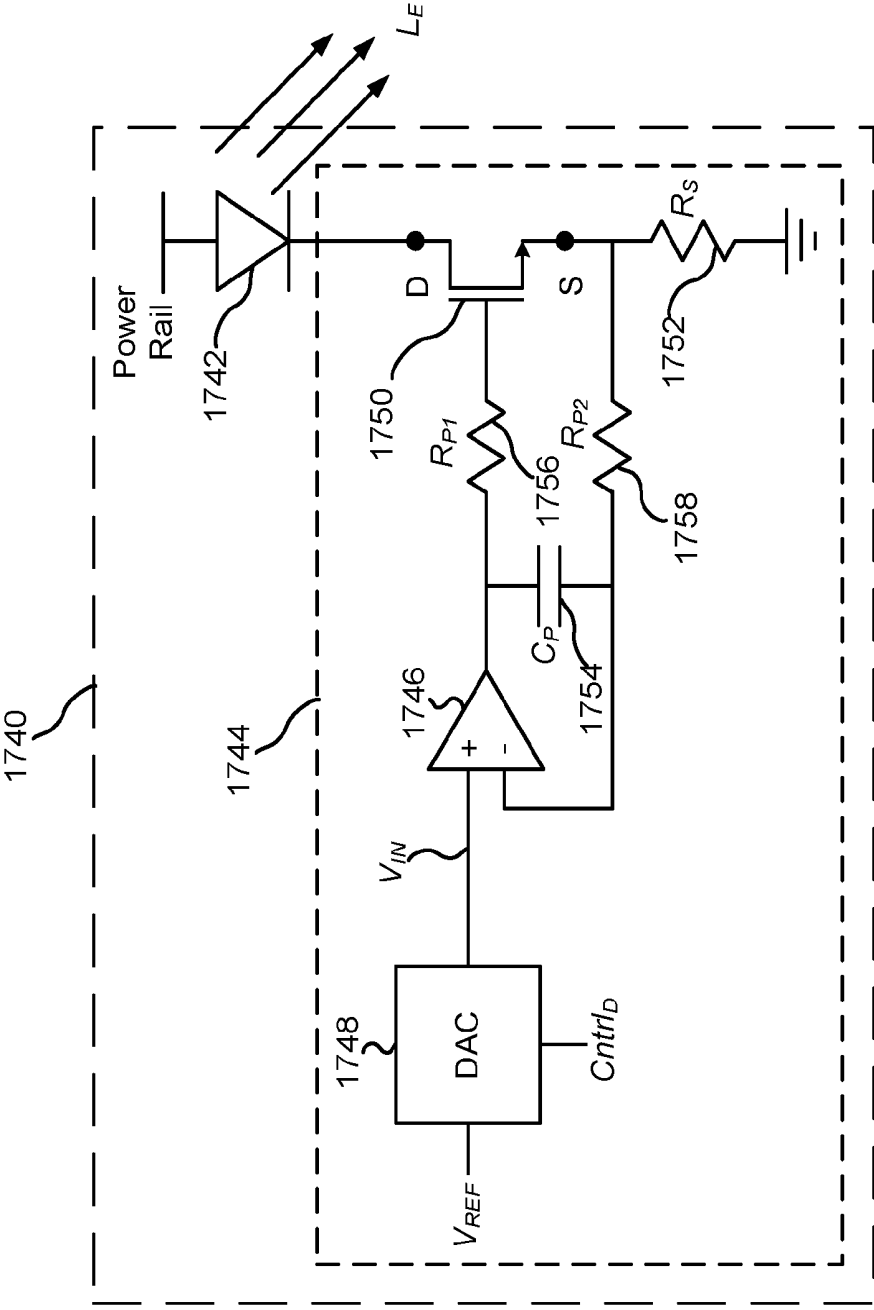 1740
1744
Power
Rail
1742
L_E
D
1750
S
R_S
1752
R_P1
1756
R_P2
1758
C_P
1754
1746
+
-
V_IN
1748
DAC
V_REF
Cntrl_D